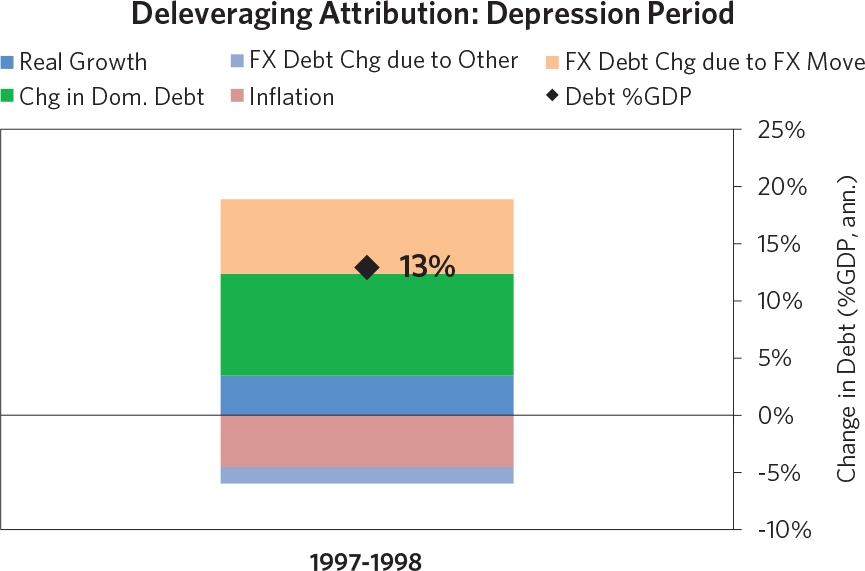 Deleveraging Attribution: Depression Period
Real Growth
FX Debt Chg due to Other
FX Debt Chg due to FX Move
Chg in Dom. Debt
Inflation
Debt %GDP
25%
20%
15%
10%
5%
0%
-5%
-10%
Change in Debt (%GDP, ann.)
13%
1997-1998